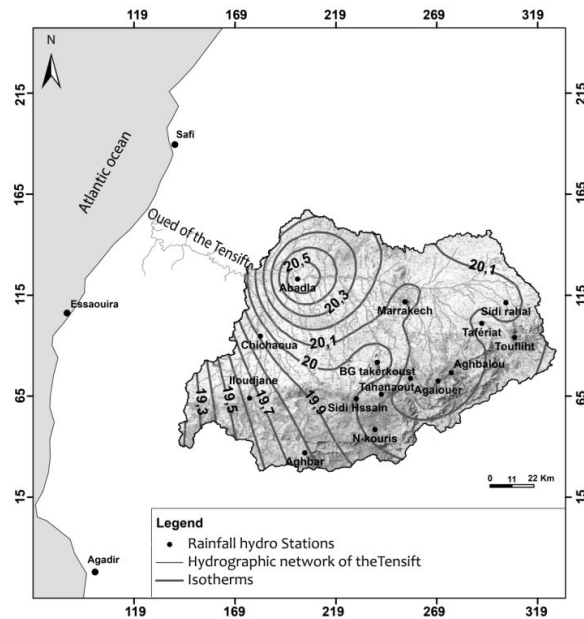 119 169 219 269 319
N
215 215
Safi
Atlantic ocean
165 165
Oued of the Tensift
20,5
20,1
Abadla
20,3
115 115
Essaouira
Marrakech
Sidi rahal
20,1
Tafériat
Chichaoua
Toufliht
20
BG takerkoust
Aghbalou
Iloudjane
Tahanaout
Agaiouer
65 65
19,3
19,5
19,7
19,9
Sidi Hssain
N-kouris
Aghbar
0 11 22 Km
15 15
Legend
Rainfall hydro Stations
Hydrographic network of theTensift
Isotherms
Agadir
119 169 219 269 319